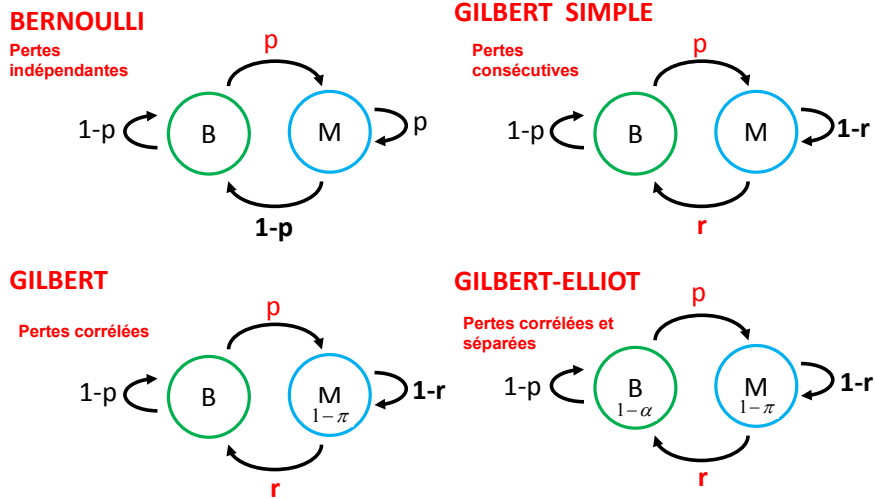 BERNOULLI
Pertes
indépendantes
p
1-p
B
M
p
1-p
GILBERT SIMPLE
Pertes
consécutives
p
1-p
B
M
1-r
r
GILBERT
Pertes corrélées
p
1-p
B
M
1-π
1-r
r
GILBERT-ELLIOT
Pertes corrélées et
séparées
p
1-p
B
1-α
M
1-π
1-r
r